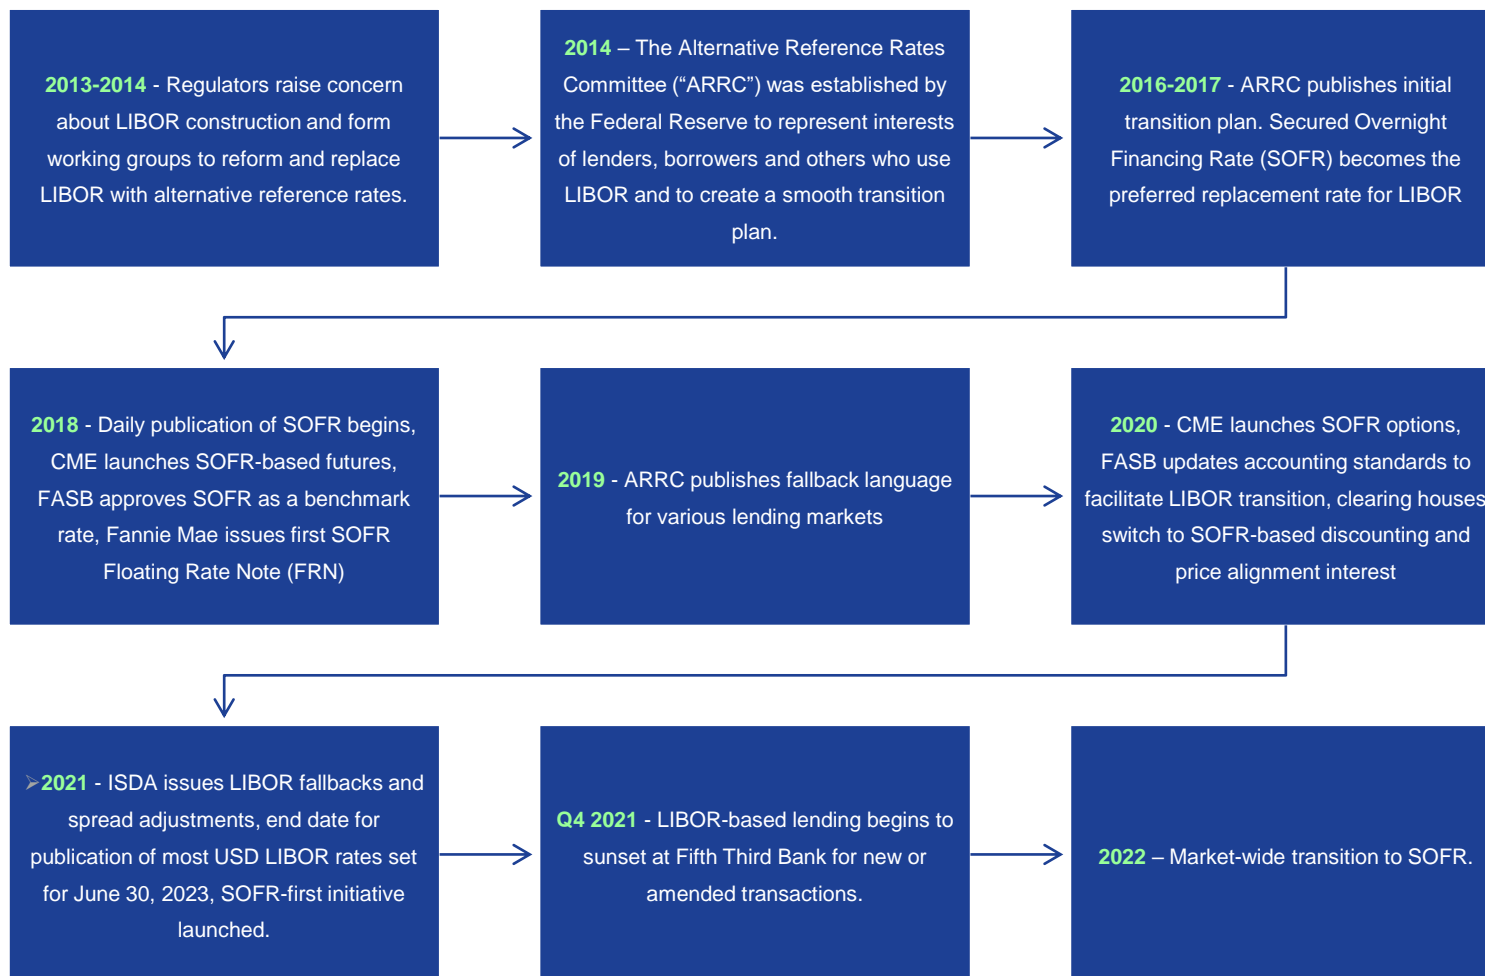 2013-2014 - Regulators raise concern
about LIBOR construction and form
working groups to reform and replace
LIBOR with alternative reference rates.
2014 – The Alternative Reference Rates
Committee (“ARRC”) was established by
the Federal Reserve to represent interests
of lenders, borrowers and others who use
LIBOR and to create a smooth transition
plan.
2016-2017 - ARRC publishes initial
transition plan. Secured Overnight
Financing Rate (SOFR) becomes the
preferred replacement rate for LIBOR
2018 - Daily publication of SOFR begins,
CME launches SOFR-based futures,
FASB approves SOFR as a benchmark
rate, Fannie Mae issues first SOFR
Floating Rate Note (FRN)
2019 - ARRC publishes fallback language
for various lending markets
2020 - CME launches SOFR options,
FASB updates accounting standards to
facilitate LIBOR transition, clearing houses
switch to SOFR-based discounting and
price alignment interest
➢2021 - ISDA issues LIBOR fallbacks and
spread adjustments, end date for
publication of most USD LIBOR rates set
for June 30, 2023, SOFR-first initiative
launched.
Q4 2021 - LIBOR-based lending begins to
sunset at Fifth Third Bank for new or
amended transactions.
2022 – Market-wide transition to SOFR.